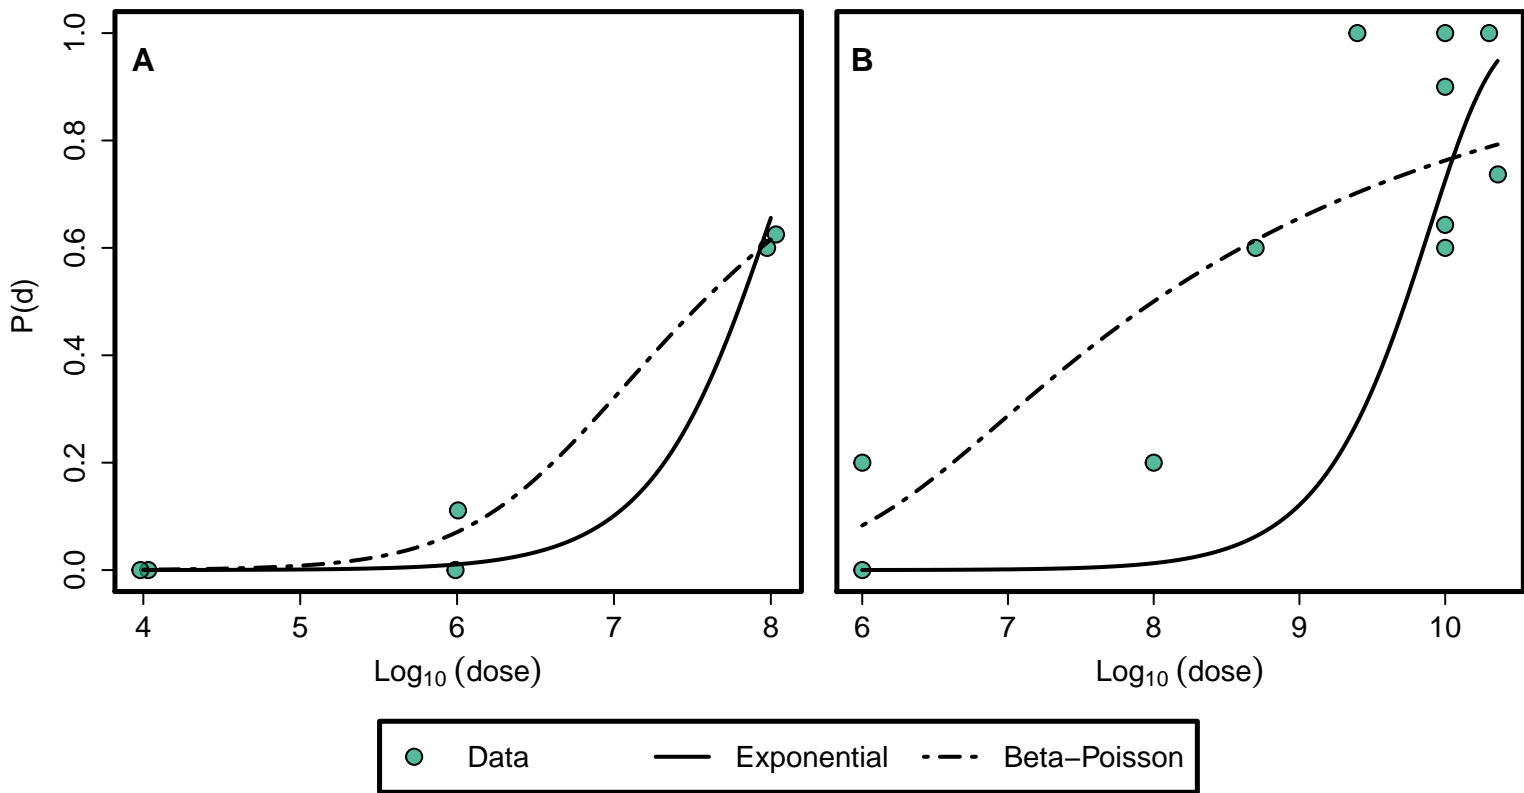 A
B
P(d)
0.0
0.2
0.4
0.6
0.8
1.0
4 5 6 7 8
6 7 8 9 10
Log10 (dose)
Log10 (dose)
Data Exponential Beta−Poisson